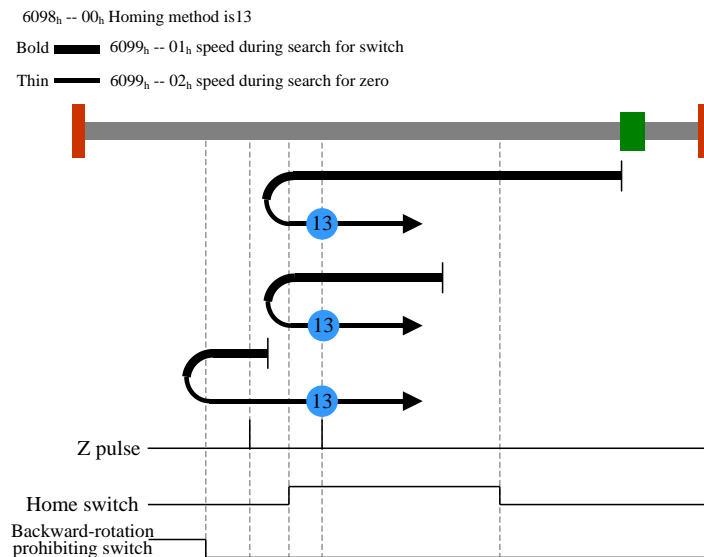 6098h -- 00h Homing method is13
Bold 6099h -- 01h speed during search for switch
Thin 6099h -- 02h speed during search for zero
13
13
13
Z pulse
Home switch
Backward-rotation
prohibiting switch